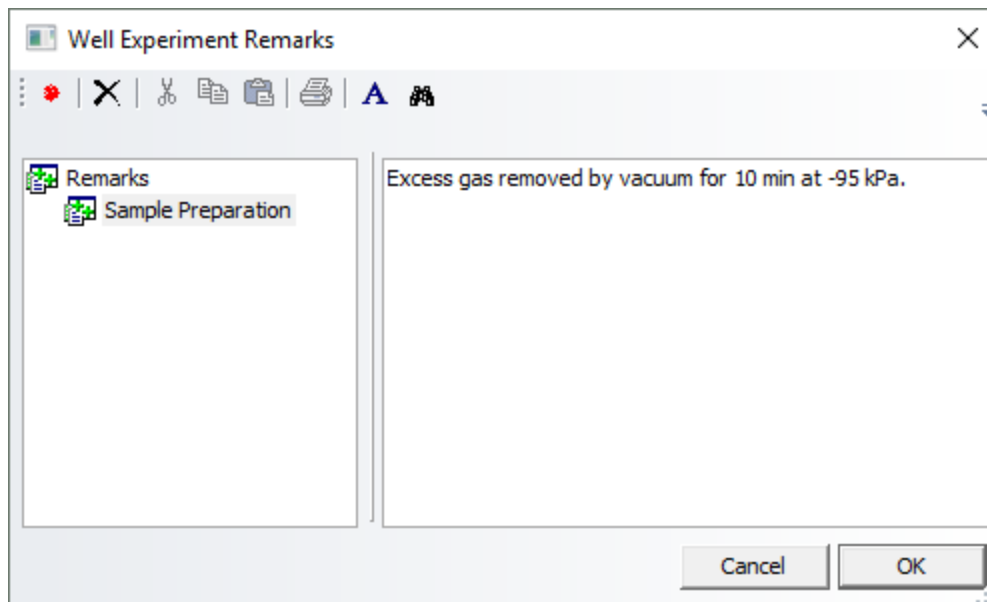 Well Experiment Remarks
Remarks
Sample Preparation
Excess gas removed by vacuum for 10 min at -95 kPa.
Cancel
OK